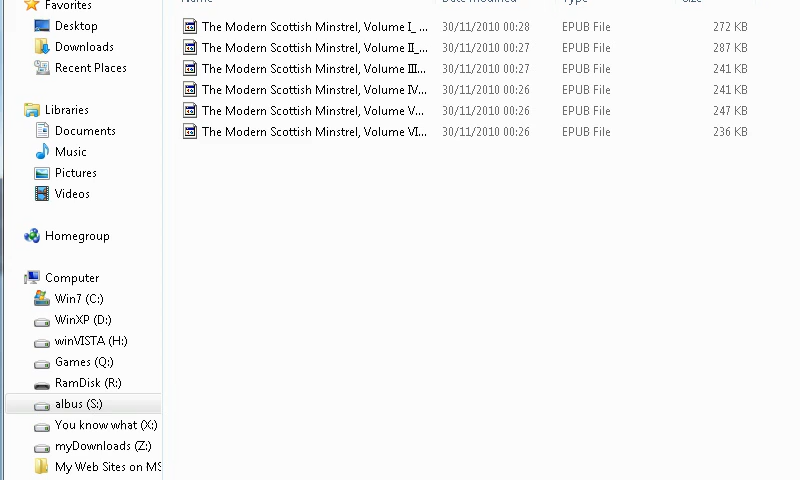 Favorites
Desktop
Downloads
Recent Places
Libraries
Documents
Music
Pictures
Videos
Homegroup
Computer
Win7 (C:)
WinXP (D:)
winVISTA (H:)
Games (Q:)
RamDisk (R:)
albus (S:)
You know what (X:)
myDownloads (Z:)
My Web Sites on MS
Name Date modified Type Size
The Modern Scottish Minstrel, Volume I_ ... 30/11/2010 00:28 EPUB File 272 KB
The Modern Scottish Minstrel, Volume II_... 30/11/2010 00:27 EPUB File 287 KB
The Modern Scottish Minstrel, Volume III... 30/11/2010 00:27 EPUB File 241 KB
The Modern Scottish Minstrel, Volume IV... 30/11/2010 00:26 EPUB File 241 KB
The Modern Scottish Minstrel, Volume V... 30/11/2010 00:26 EPUB File 247 KB
The Modern Scottish Minstrel, Volume VI... 30/11/2010 00:26 EPUB File 236 KB